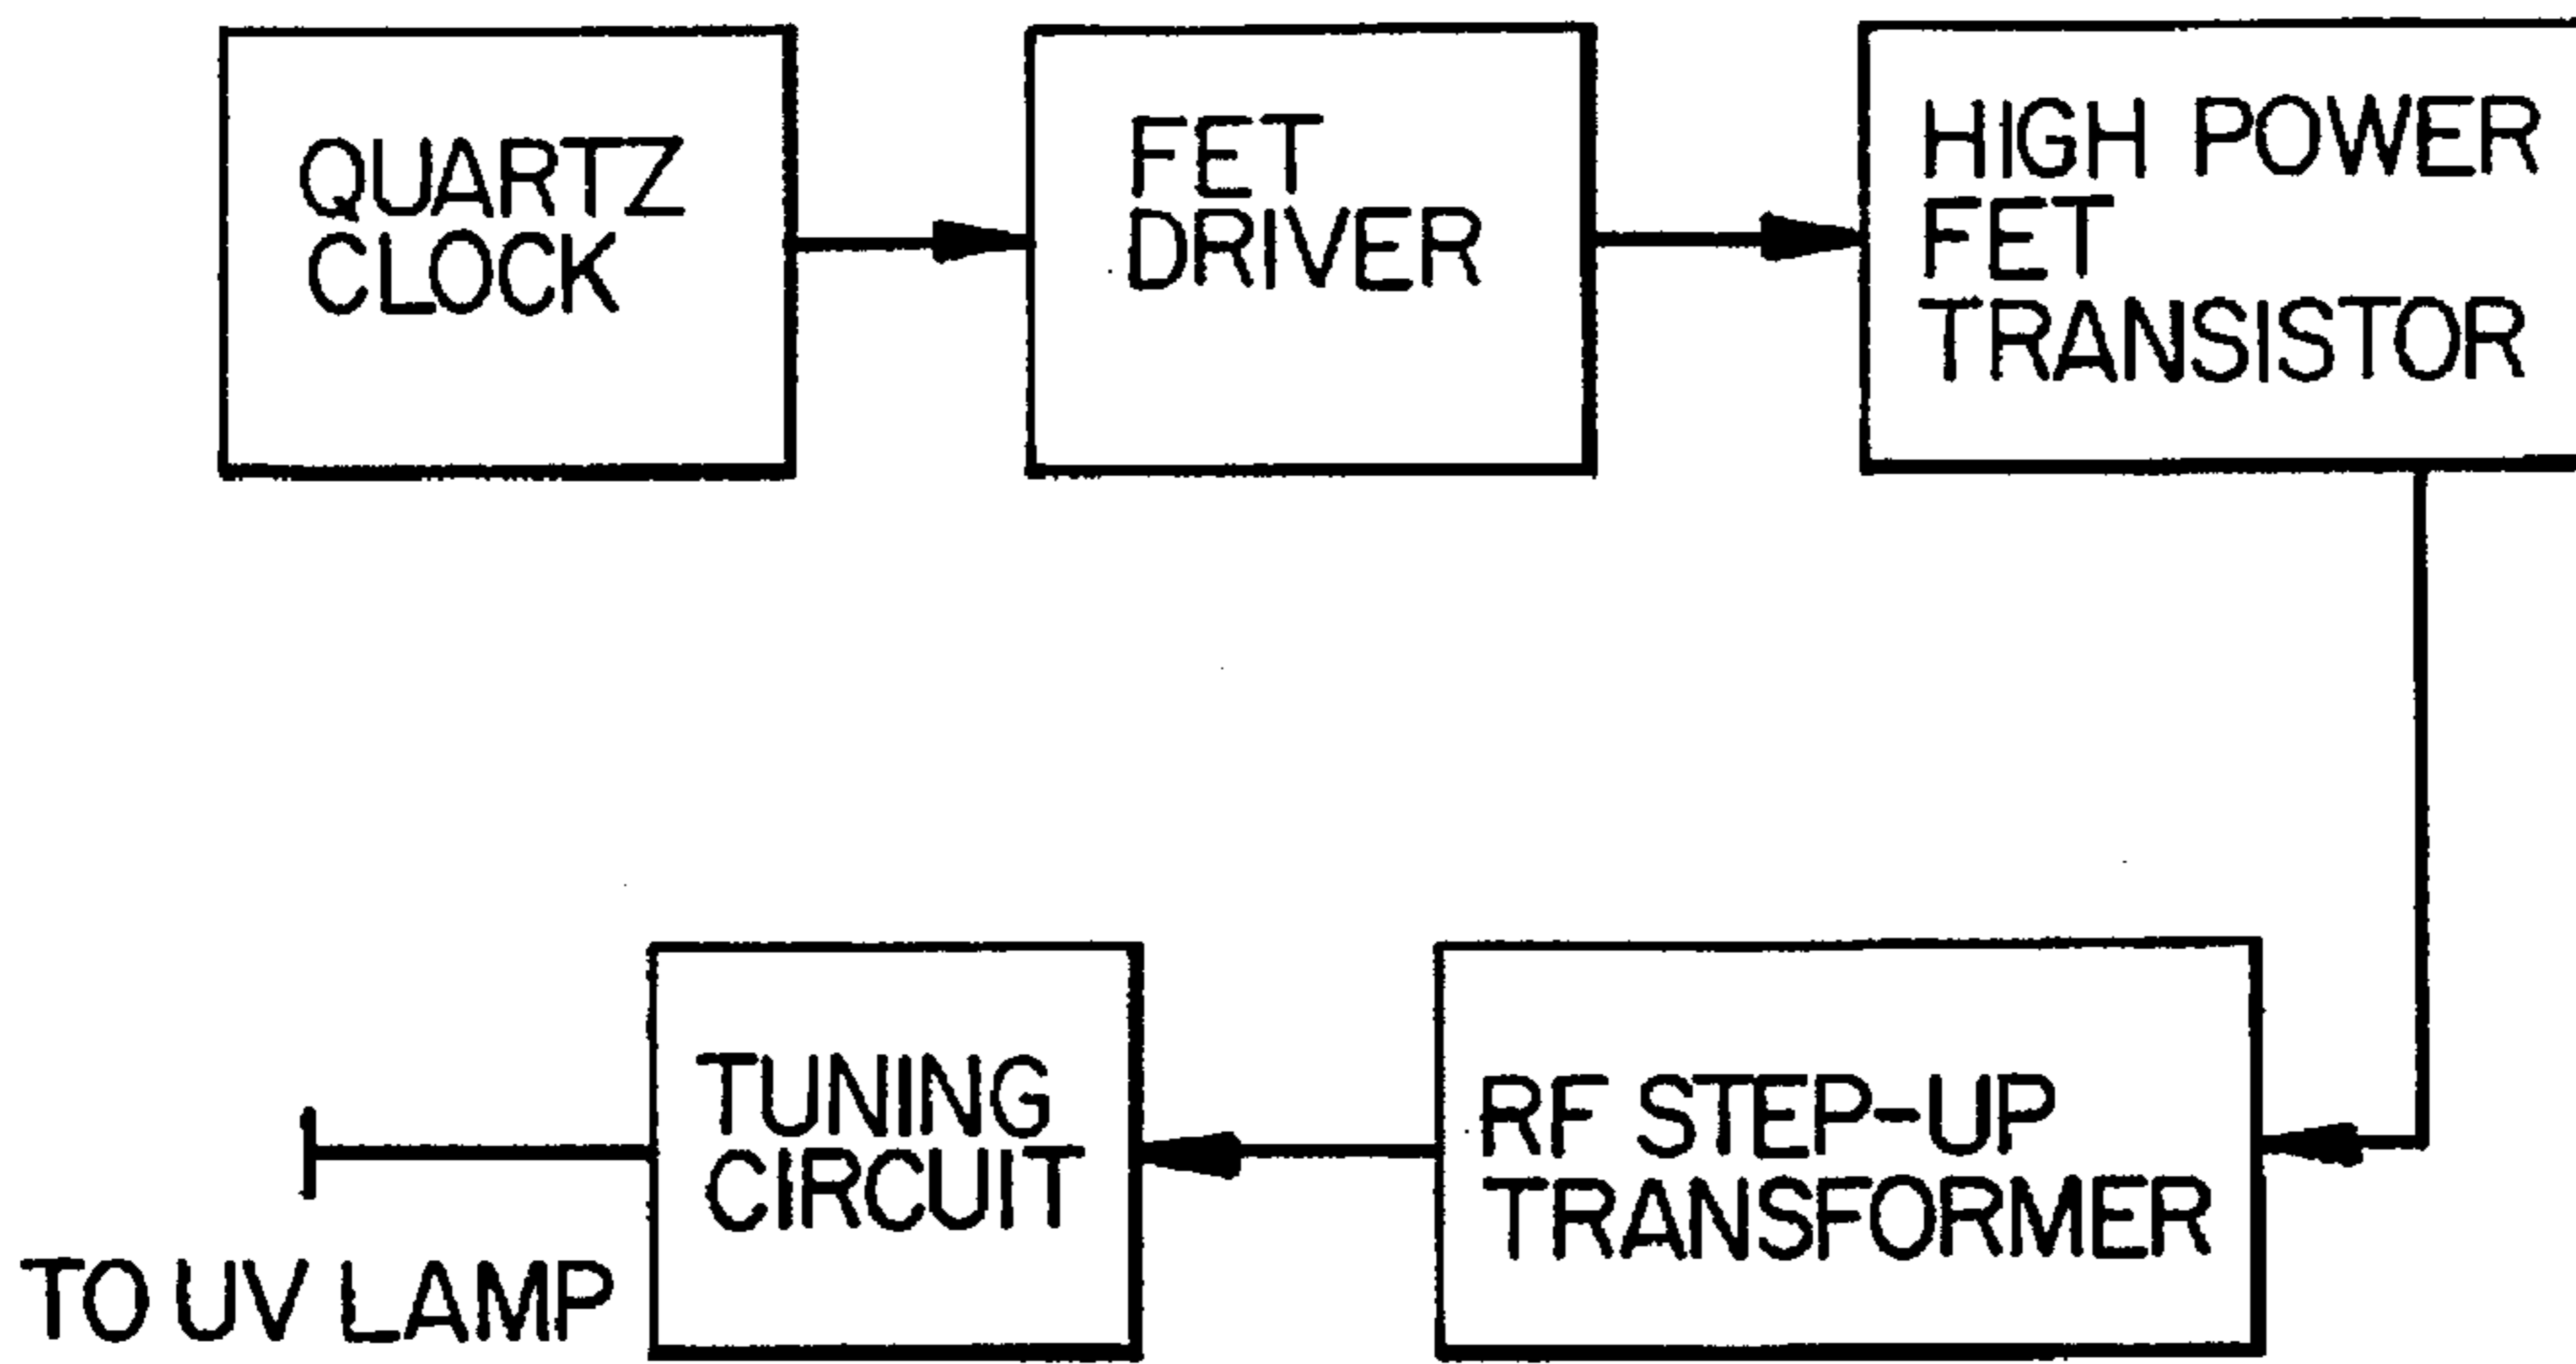 QUARTZ
CLOCK
FET
DRIVER
HIGH POWER
FET
TRANSISTOR
TUNING
CIRCUIT
RF STEP-UP
TRANSFORMER
TO UV LAMP